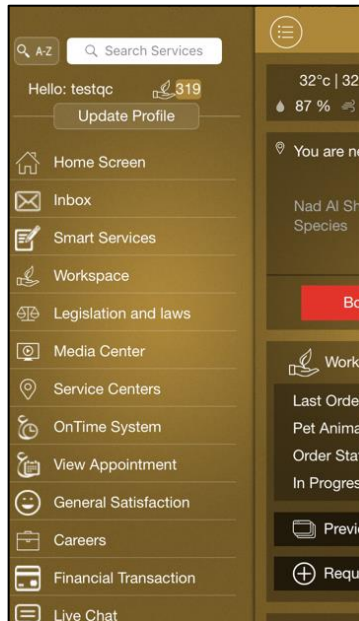 A-Z
Search Services
Hello: testqc
319
Update Profile
Home Screen
Inbox
Smart Services
Workspace
Legislation and laws
Media Center
Service Centers
OnTime System
View Appointment
General Satisfaction
Careers
Financial Transaction
Live Chat
32°c | 32
87 %
You are ne
Nad Al Sh
Species
Bo
Work
Last Orde
Pet Anima
Order Sta
In Progres
Previ
Requ